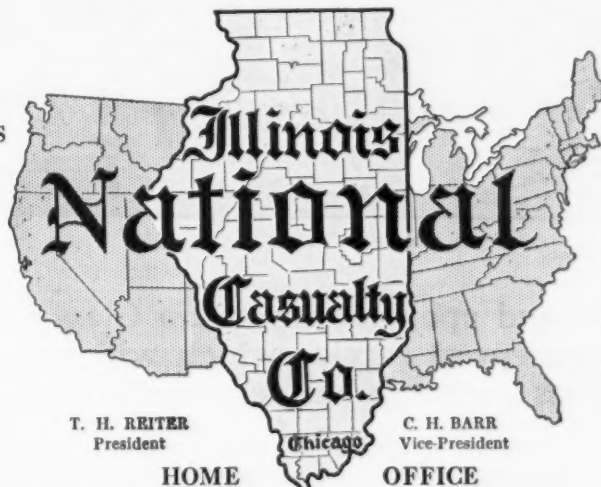 Illinois
National
Casualty
Co.
T. H. REITER
President
Chicago
C. H. BARR
Vice-President
HOME OFFICE